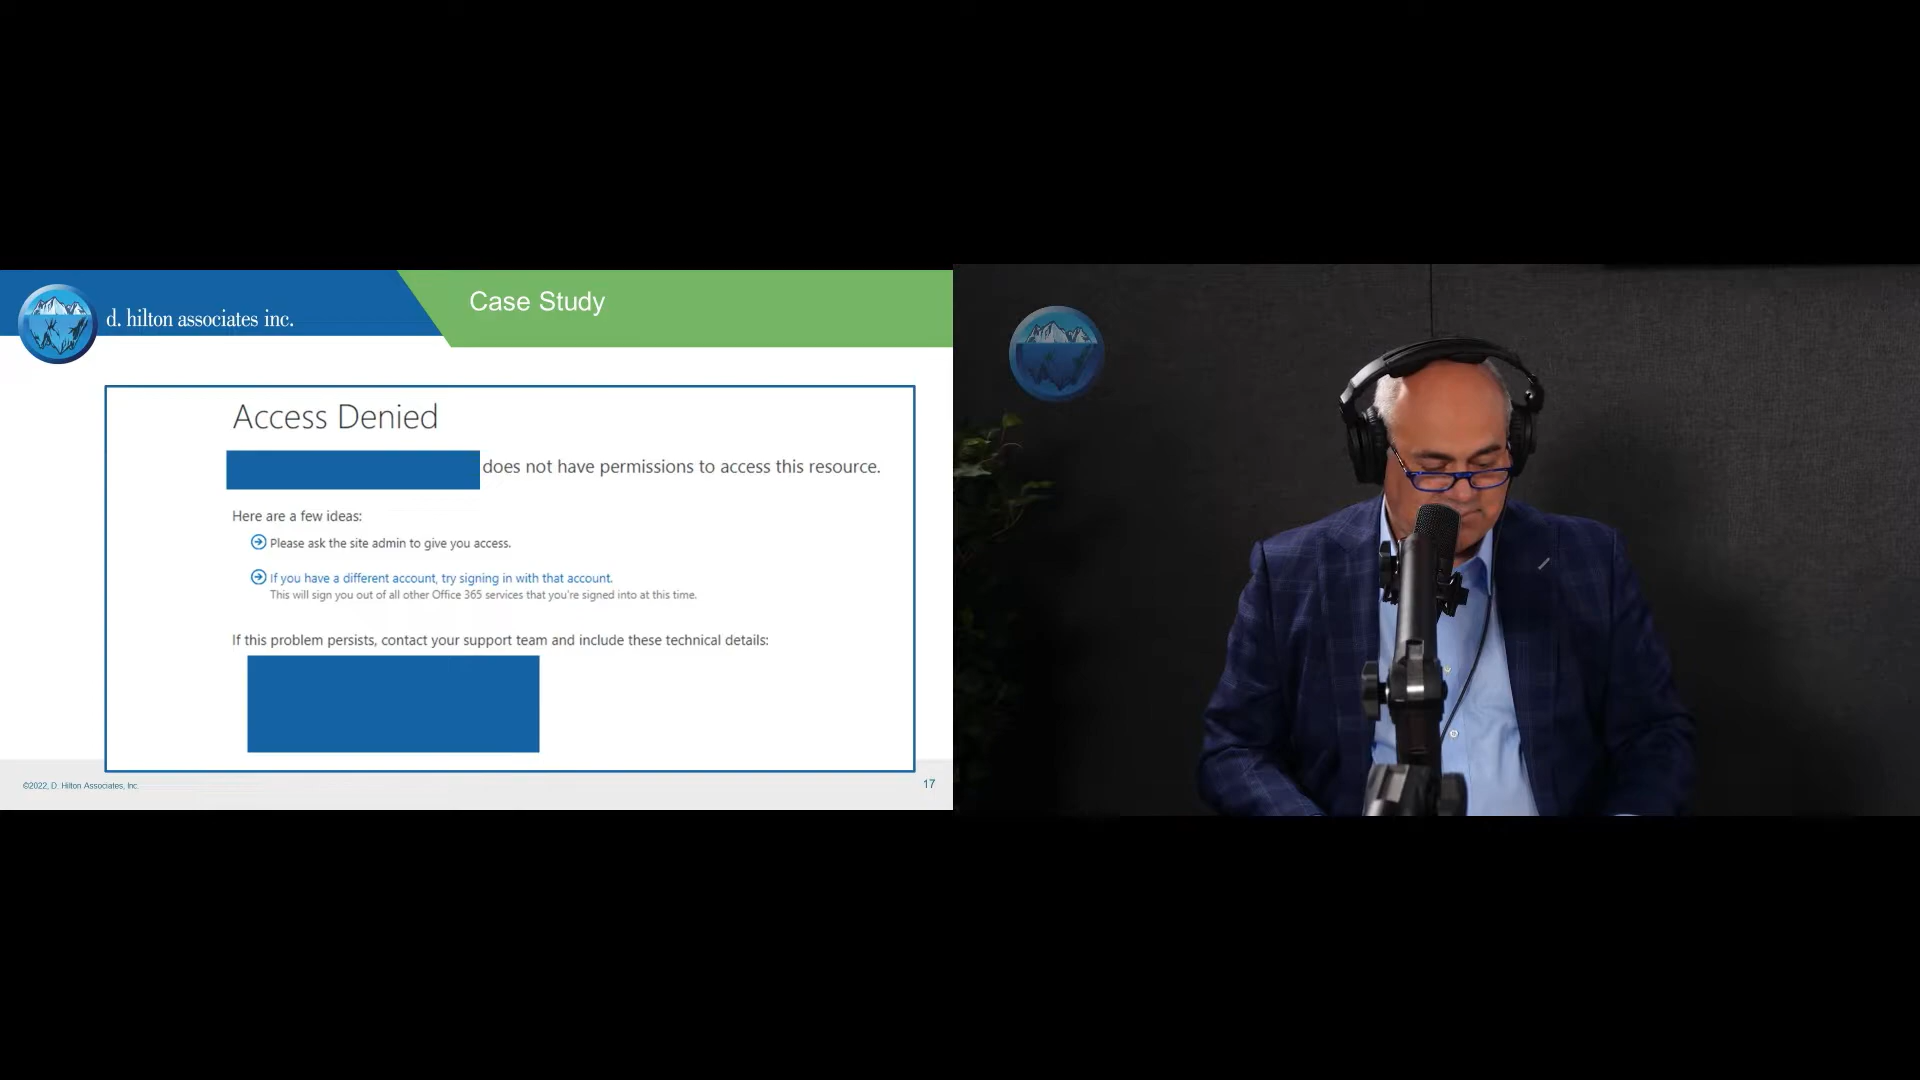 d. hilton associates inc.
Case Study
Access Denied
does not have permissions to access this resource.
Here are a few ideas:
Please ask the site admin to give you access.
If you have a different account, try signing in with that account.
This will sign you out of all other Office 365 services that you're signed into at this time.
If this problem persists, contact your support team and include these technical details:
©2022, D. Hilton Associates, Inc.
17